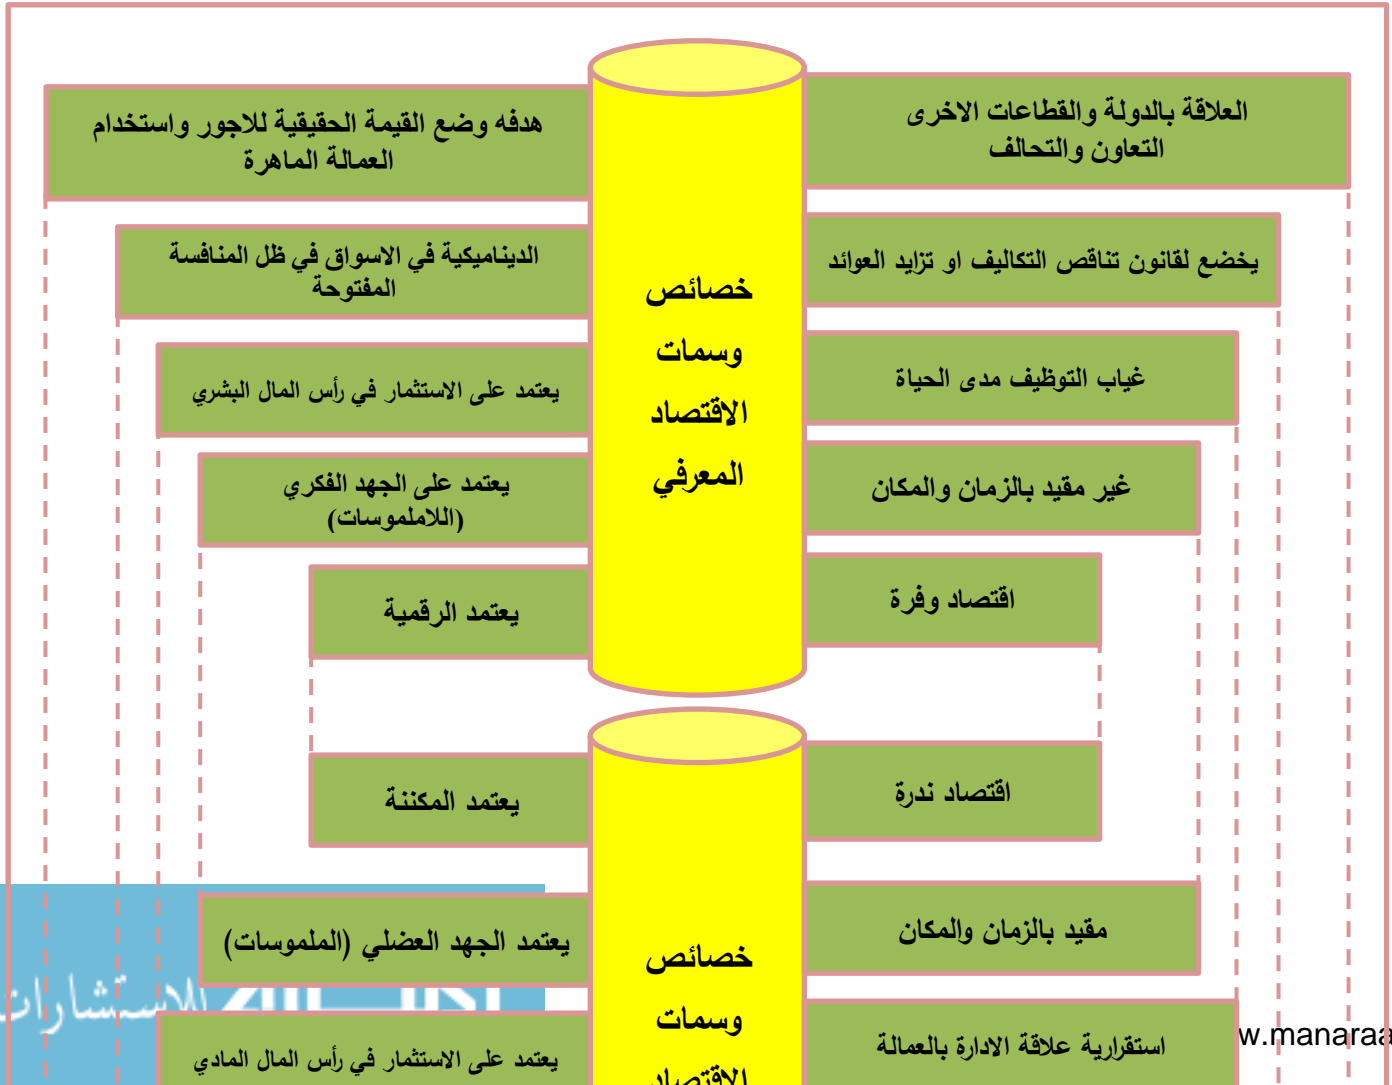 العلاقة بالدولة والقطاعات الاخرى
التعاون والتحالف
هدفه وضع القيمة الحقيقية للاجور واستخدام
العمالة الماهرة
يخضع لقانون تناقص التكاليف او تزايد العوائد
الديناميكية في الاسواق في ظل المنافسة
المفتوحة
خصائص
وسمات
الاقتصاد
المعرفي
غياب التوظيف مدى الحياة
يعتمد على الاستثمار في رأس المال البشري
غير مقيد بالزمان والمكان
يعتمد على الجهد الفكري
(اللاملموسات)
اقتصاد وفرة
يعتمد الرقمية
اقتصاد ندرة
يعتمد المكننة
مقيد بالزمان والمكان
يعتمد الجهد العضلي (الملموسات)
خصائص
وسمات
الاقتصاد
استقرارية علاقة الادارة بالعمالة
يعتمد على الاستثمار في رأس المال المادي
للاستشارات
w.manaraa